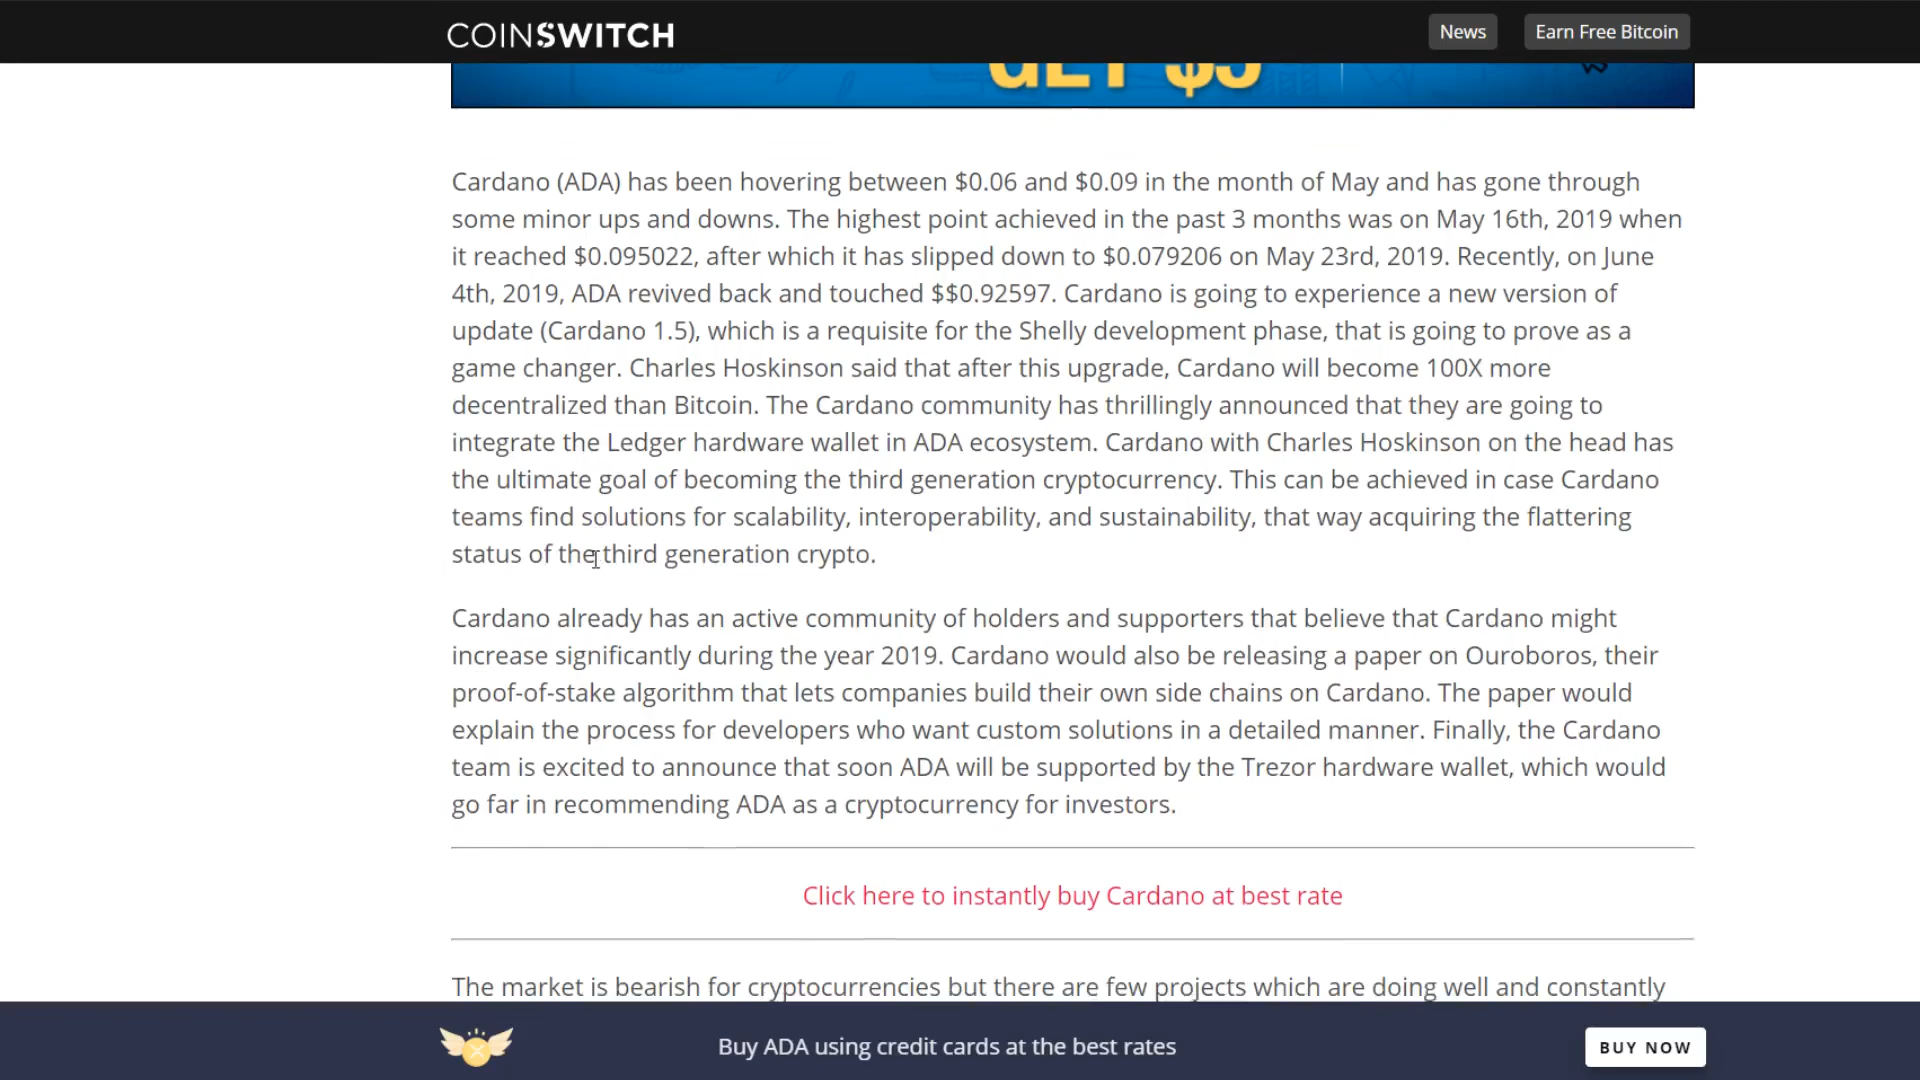 COINSWITCH
News
Earn Free Bitcoin
GET $5
Cardano (ADA) has been hovering between $0.06 and $0.09 in the month of May and has gone through
some minor ups and downs. The highest point achieved in the past 3 months was on May 16th, 2019 when
it reached $0.095022, after which it has slipped down to $0.079206 on May 23rd, 2019. Recently, on June
4th, 2019, ADA revived back and touched $$0.92597. Cardano is going to experience a new version of
update (Cardano 1.5), which is a requisite for the Shelly development phase, that is going to prove as a
game changer. Charles Hoskinson said that after this upgrade, Cardano will become 100X more
decentralized than Bitcoin. The Cardano community has thrillingly announced that they are going to
integrate the Ledger hardware wallet in ADA ecosystem. Cardano with Charles Hoskinson on the head has
the ultimate goal of becoming the third generation cryptocurrency. This can be achieved in case Cardano
teams find solutions for scalability, interoperability, and sustainability, that way acquiring the flattering
status of the third generation crypto.
Cardano already has an active community of holders and supporters that believe that Cardano might
increase significantly during the year 2019. Cardano would also be releasing a paper on Ouroboros, their
proof-of-stake algorithm that lets companies build their own side chains on Cardano. The paper would
explain the process for developers who want custom solutions in a detailed manner. Finally, the Cardano
team is excited to announce that soon ADA will be supported by the Trezor hardware wallet, which would
go far in recommending ADA as a cryptocurrency for investors.
Click here to instantly buy Cardano at best rate
The market is bearish for cryptocurrencies but there are few projects which are doing well and constantly
Buy ADA using credit cards at the best rates
BUY NOW